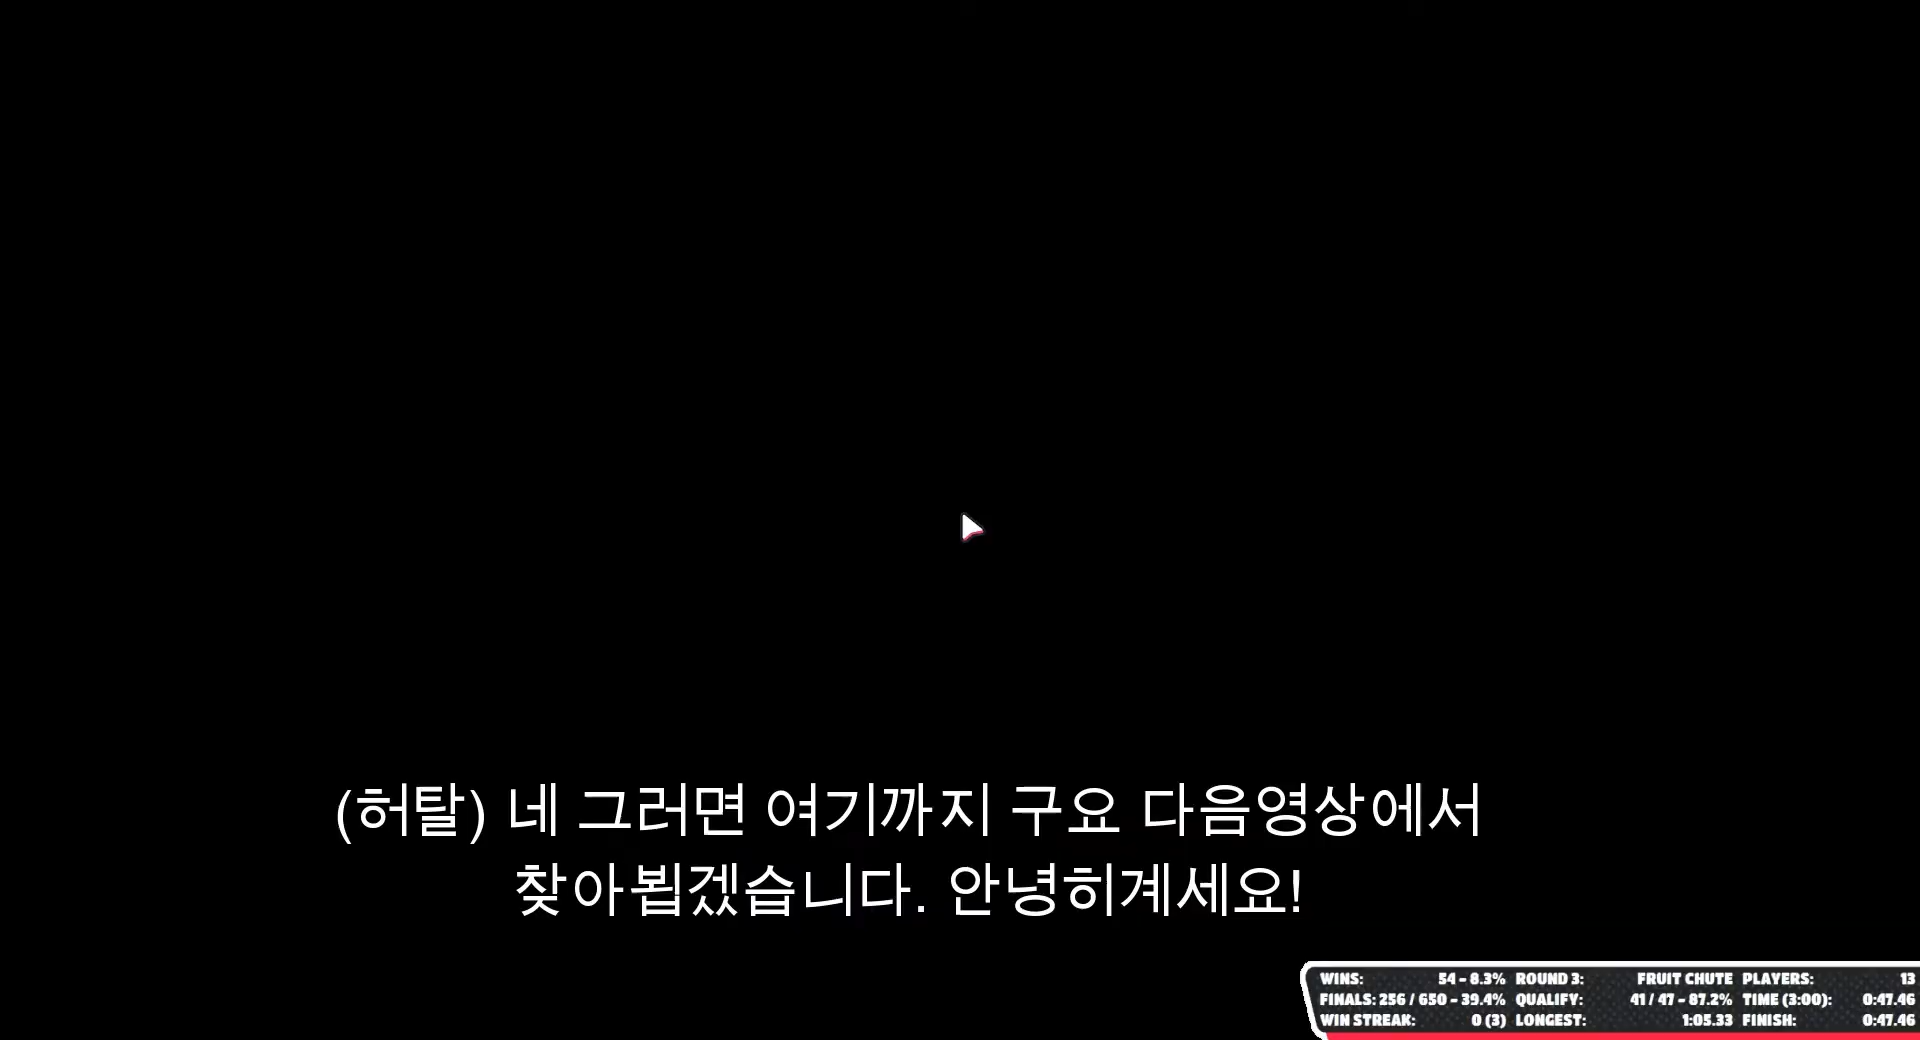 (허탈) 네 그러면 여기까지 구요 다음영상에서
찾아뵙겠습니다. 안녕히계세요!
WINS: 54 - 8.3% ROUND 3: FRUIT CHUTE PLAYERS: 13
FINALS: 256 / 650 - 39.4% QUALIFY: 41 / 47 - 87.2% TIME (3:00): 0:47.46
WIN STREAK: 0 (3) LONGEST: 1:05.33 FINISH: 0:47.46